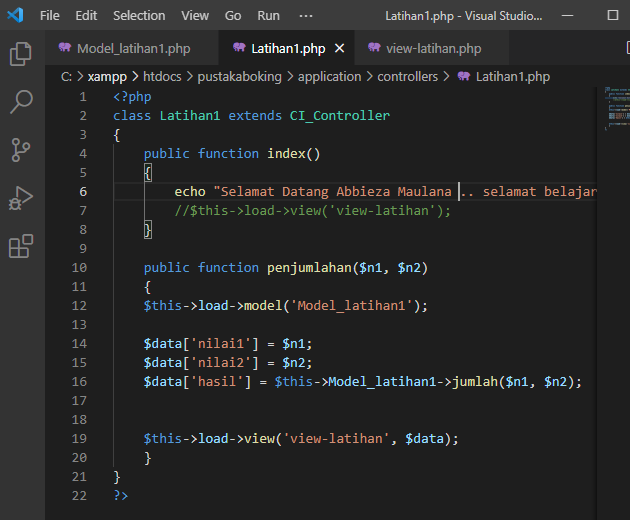 File Edit Selection View Go Run ··· Latihan1.php - Visual Studio...
Model_latihan1.php Latihan1.php view-latihan.php
C: > xampp > htdocs > pustakaboking > application > controllers > Latihan1.php
1 <?php
2 class Latihan1 extends CI_Controller
3 {
4 public function index()
5 {
6 echo "Selamat Datang Abbieza Maulana .. selamat belajar
7 //$this->load->view('view-latihan');
8 }
9
10 public function penjumlahan($n1, $n2)
11 {
12 $this->load->model('Model_latihan1');
13
14 $data['nilai1'] = $n1;
15 $data['nilai2'] = $n2;
16 $data['hasil'] = $this->Model_latihan1->jumlah($n1, $n2);
17
18
19 $this->load->view('view-latihan', $data);
20 }
21 }
22 ?>